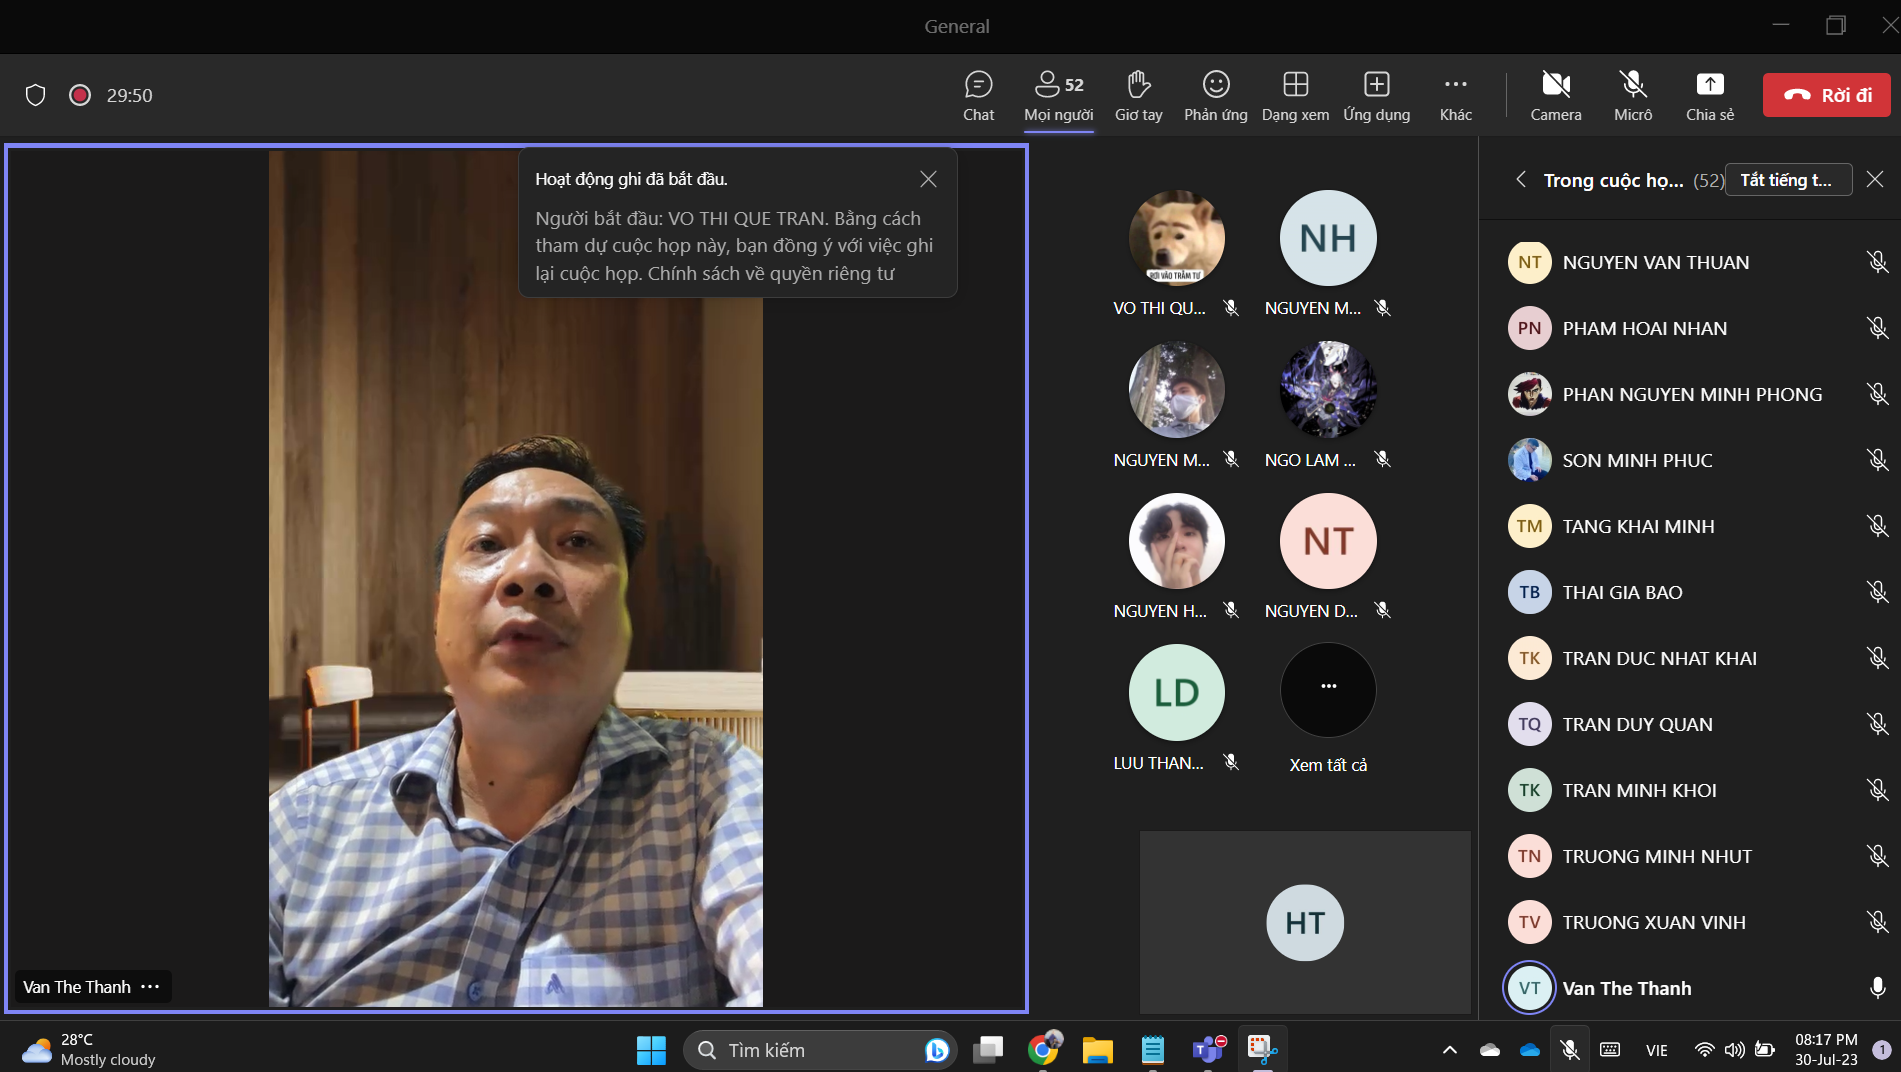 General
29:50
Chat
52
Mọi người
Giơ tay
Phản ứng
Dạng xem
Ứng dụng
Khác
Camera
Micrô
Chia sẻ
Rời đi
Hoạt động ghi đã bắt đầu.
Người bắt đầu: VO THI QUE TRAN. Bằng cách
tham dự cuộc họp này, bạn đồng ý với việc ghi
lại cuộc họp. Chính sách về quyền riêng tư
Van The Thanh
RƠI VÀO TRẦM TƯ
VO THI QU...
NH
NGUYEN M...
NGUYEN M...
NGO LAM ...
NGUYEN H...
NT
NGUYEN D...
LD
LUU THAN...
Xem tất cả
HT
Trong cuộc họ... (52)
Tắt tiếng t...
NT NGUYEN VAN THUAN
PN PHAM HOAI NHAN
PHAN NGUYEN MINH PHONG
SON MINH PHUC
TM TANG KHAI MINH
TB THAI GIA BAO
TK TRAN DUC NHAT KHAI
TQ TRAN DUY QUAN
TK TRAN MINH KHOI
TN TRUONG MINH NHUT
TV TRUONG XUAN VINH
VT Van The Thanh
28°C
Mostly cloudy
Tìm kiếm
VIE
08:17 PM
30-Jul-23
1